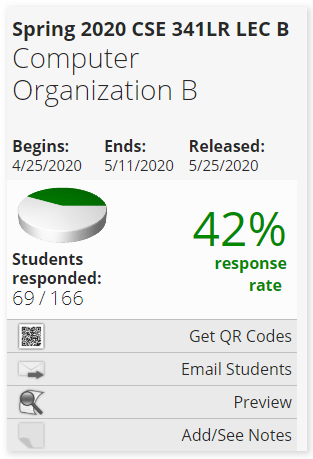 Spring 2020 CSE 341LR LEC B
Computer
Organization B
Begins: Ends: Released:
4/25/2020 5/11/2020 5/25/2020
42%
response
rate
Students
responded:
69 / 166
Get QR Codes
Email Students
Preview
Add/See Notes